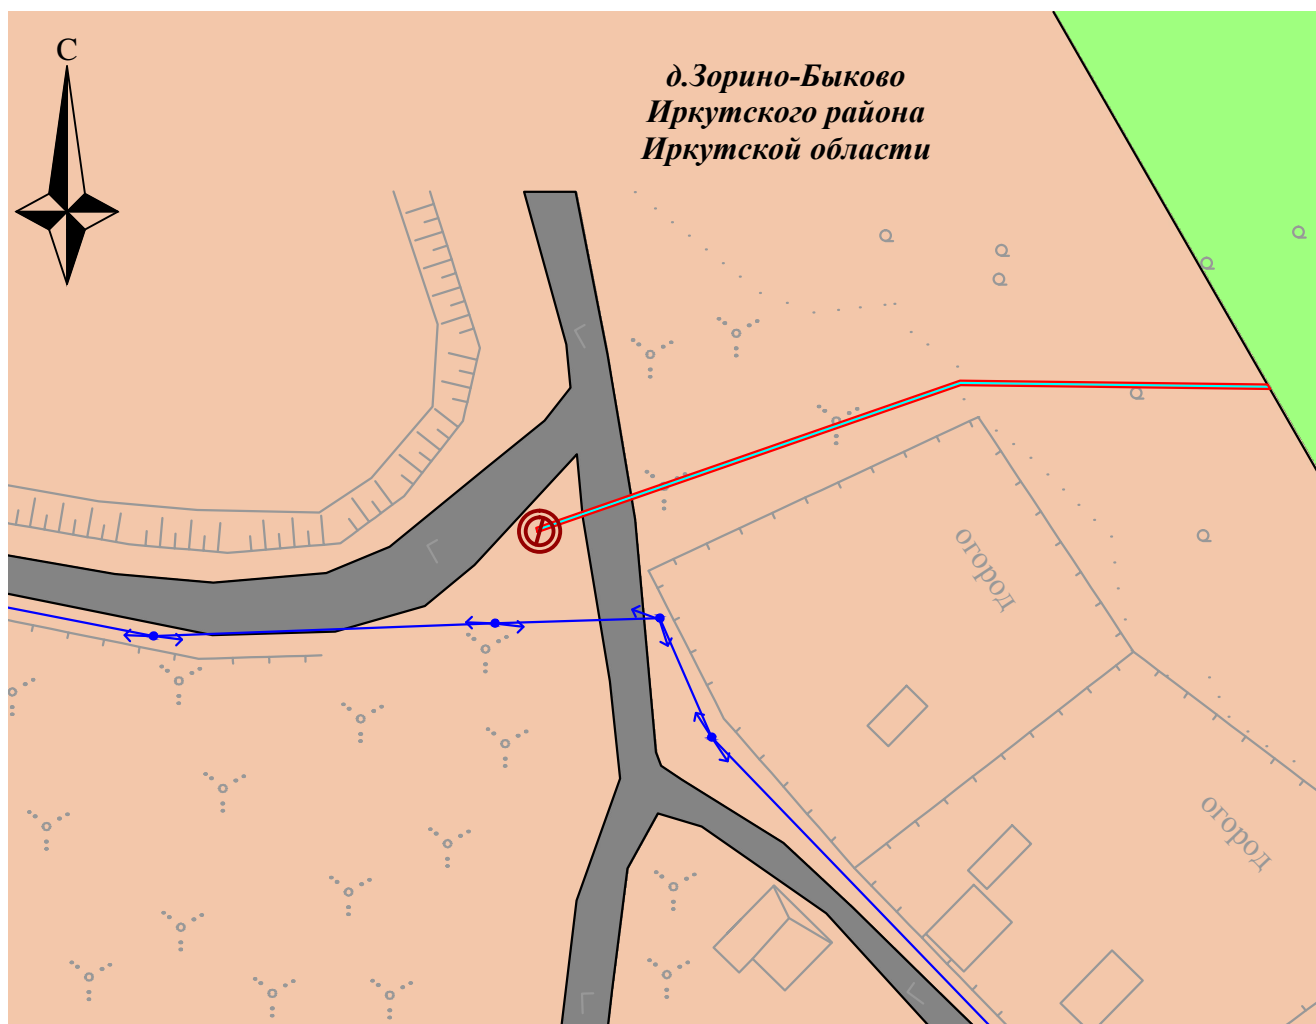 С
д.Зорино-Быково
Иркутского района
Иркутской области
огород
огород